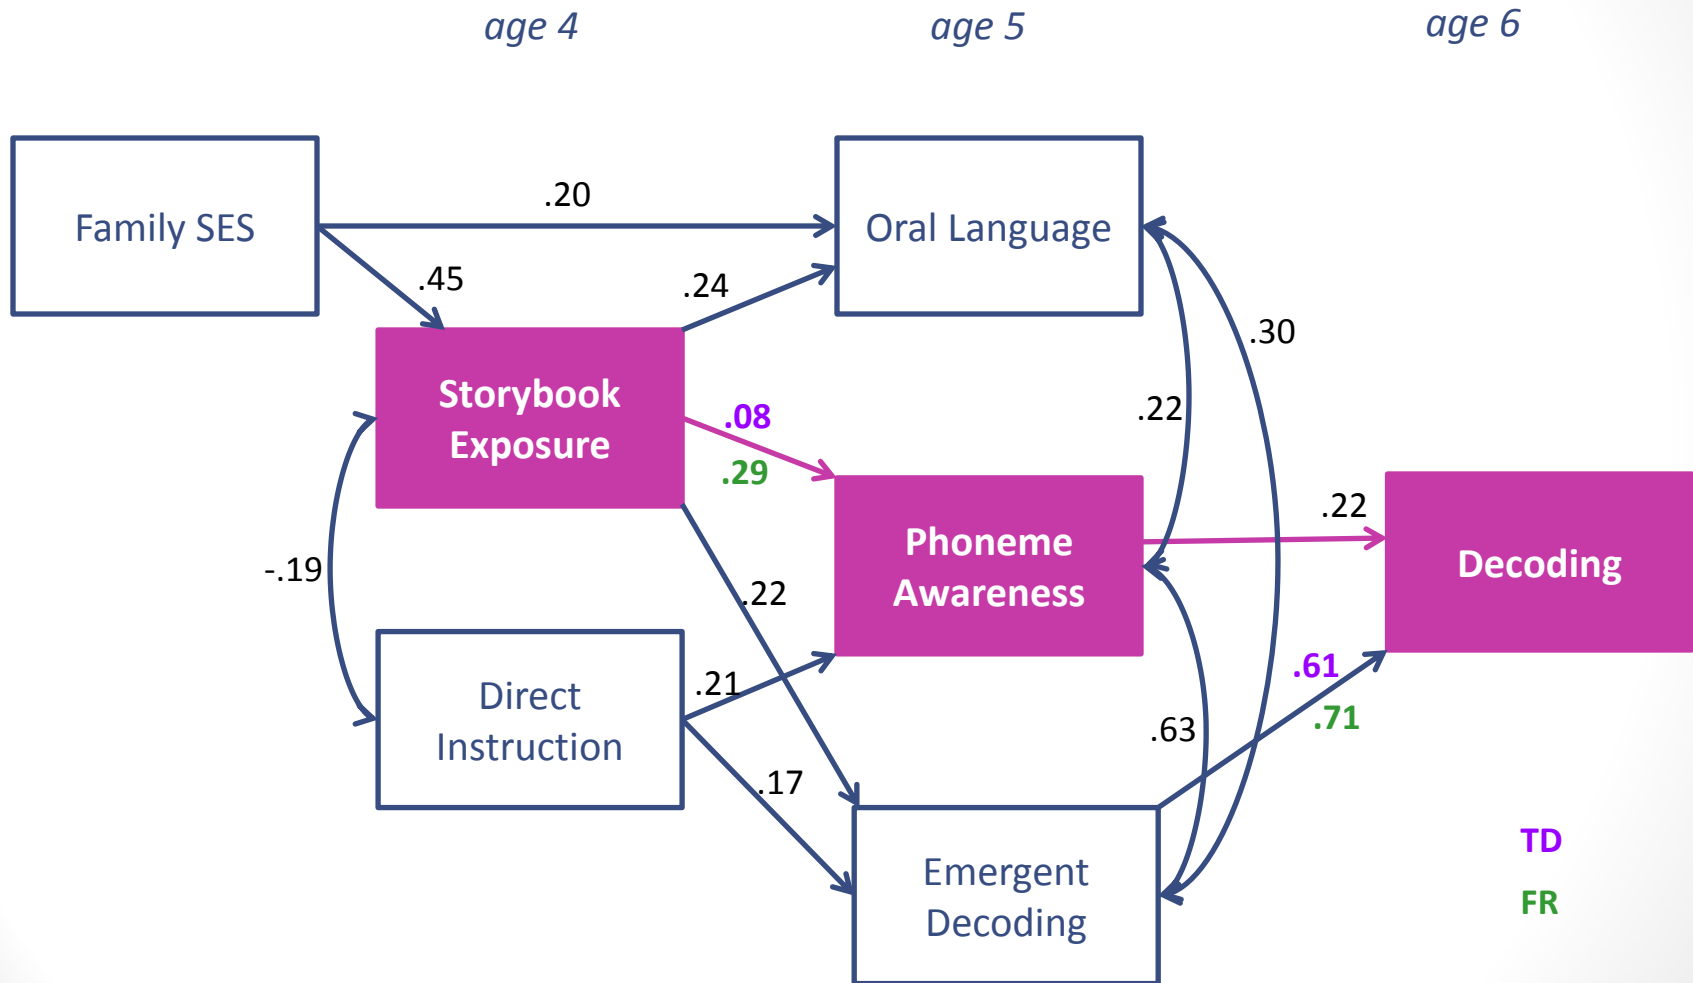 age 4
age 5
age 6
Family SES
.20
Oral Language
.45
.24
.30
Storybook
Exposure
.08
.29
.22
-.19
Phoneme
Awareness
.22
Decoding
.22
Direct
Instruction
.21
.17
.63
.61
.71
Emergent
Decoding
TD
FR